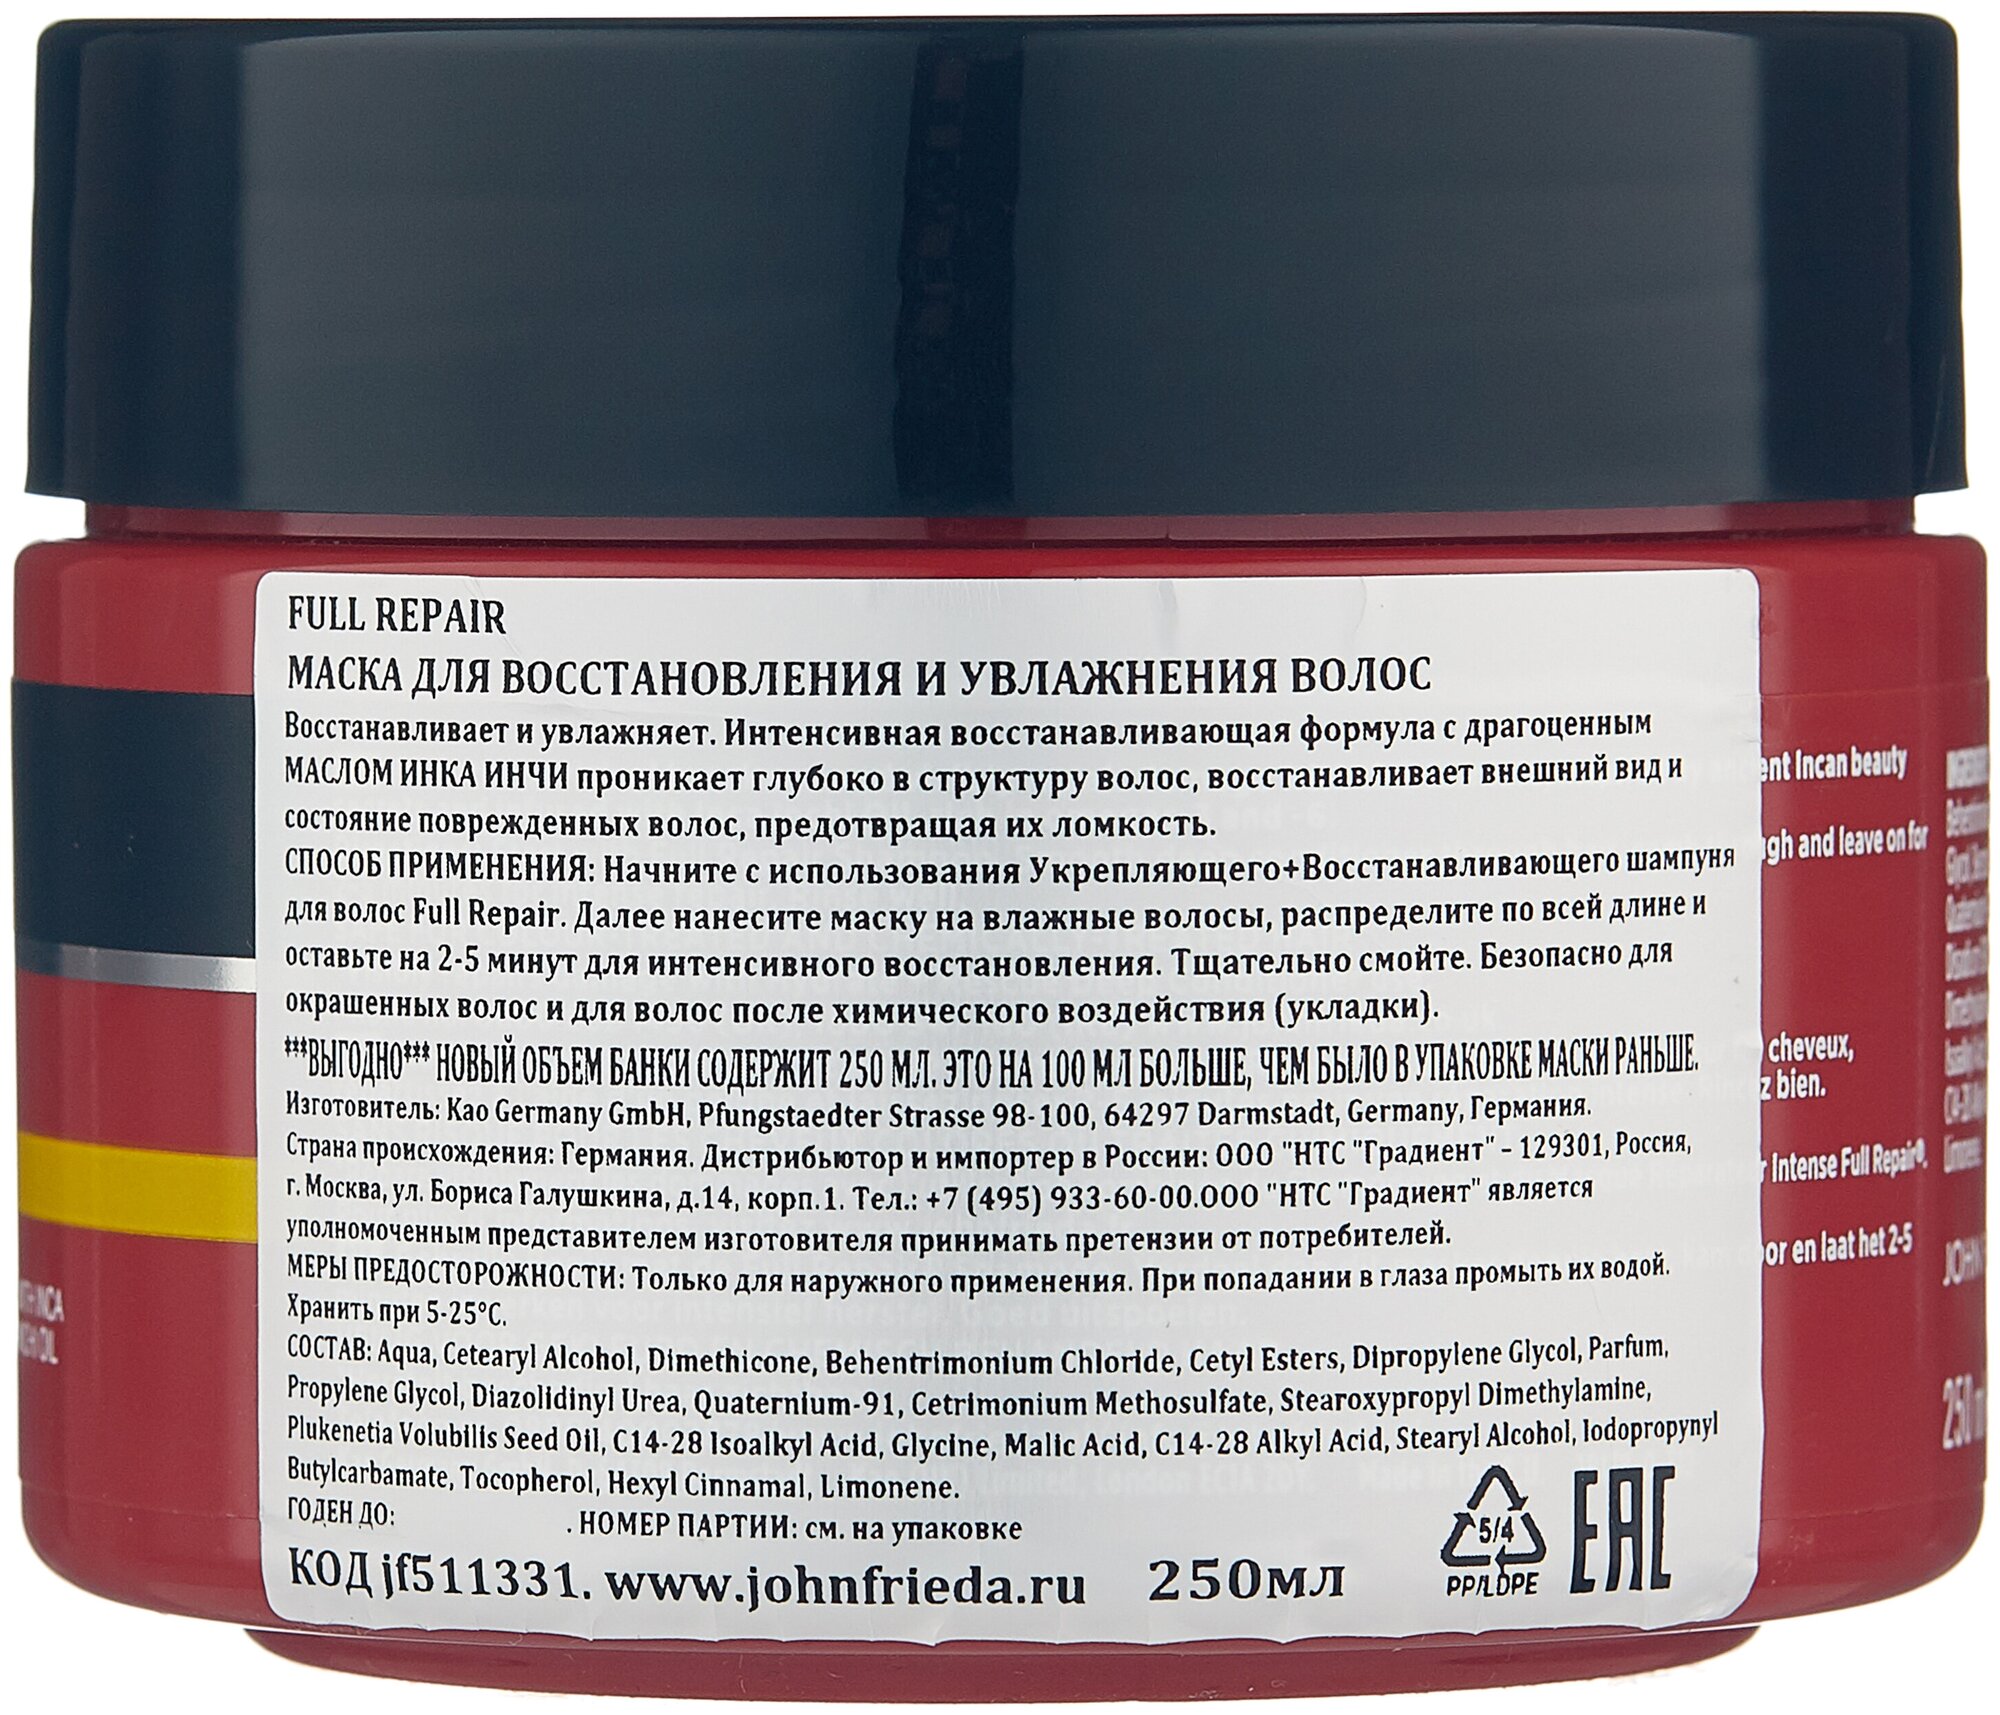 FULL REPAIR
МАСКА ДЛЯ ВОССТАНОВЛЕНИЯ И УВЛАЖНЕНИЯ ВОЛОС
Восстанавливает и увлажняет. Интенсивная восстанавливающая формула с драгоценным
МАСЛОМ ИНКА ИНЧИ проникает глубоко в структуру волос, восстанавливает внешний вид и
состояние поврежденных волос, предотвращая их ломкость.
СПОСОБ ПРИМЕНЕНИЯ: Начните с использования Укрепляющего+Восстанавливающего шампуня
для волос Full Repair. Далее нанесите маску на влажные волосы, распределите по всей длине и
оставьте на 2-5 минут для интенсивного восстановления. Тщательно смойте. Безопасно для
окрашенных волос и для волос после химического воздействия (укладки).
***ВЫГОДНО*** НОВЫЙ ОБЪЕМ БАНКИ СОДЕРЖИТ 250 МЛ. ЭТО НА 100 МЛ БОЛЬШЕ, ЧЕМ БЫЛО В УПАКОВКЕ МАСКИ РАНЬШЕ.
Изготовитель: Kao Germany GmbH, Pfungstaedter Strasse 98-100, 64297 Darmstadt, Germany, Германия.
Страна происхождения: Германия. Дистрибьютор и импортер в России: ООО "НТС "Градиент" – 129301, Россия,
г. Москва, ул. Бориса Галушкина, д.14, корп.1. Тел.: +7 (495) 933-60-00.ООО "НТС "Градиент" является
уполномоченным представителем изготовителя принимать претензии от потребителей.
МЕРЫ ПРЕДОСТОРОЖНОСТИ: Только для наружного применения. При попадании в глаза промыть их водой.
Хранить при 5-25°С.
СОСТАВ: Aqua, Cetearyl Alcohol, Dimethicone, Behentrimonium Chloride, Cetyl Esters, Dipropylene Glycol, Parfum,
Propylene Glycol, Diazolidinyl Urea, Quaternium-91, Cetrimonium Methosulfate, Stearoxypropyl Dimethylamine,
Plukenetia Volubilis Seed Oil, C14-28 Isoalkyl Acid, Glycine, Malic Acid, C14-28 Alkyl Acid, Stearyl Alcohol, Iodopropynyl
Butylcarbamate, Tocopherol, Hexyl Cinnamal, Limonene.
ГОДЕН ДО: . НОМЕР ПАРТИИ: см. на упаковке
КОД jf511331. www.johnfrieda.ru 250мл
5/4
PP/LDPE
EAC
Incan beauty
and leave on for
cheveux,
bien.
Intense Full Repair®.
en laat het 2-5
INCA
OIL
JOHN
250